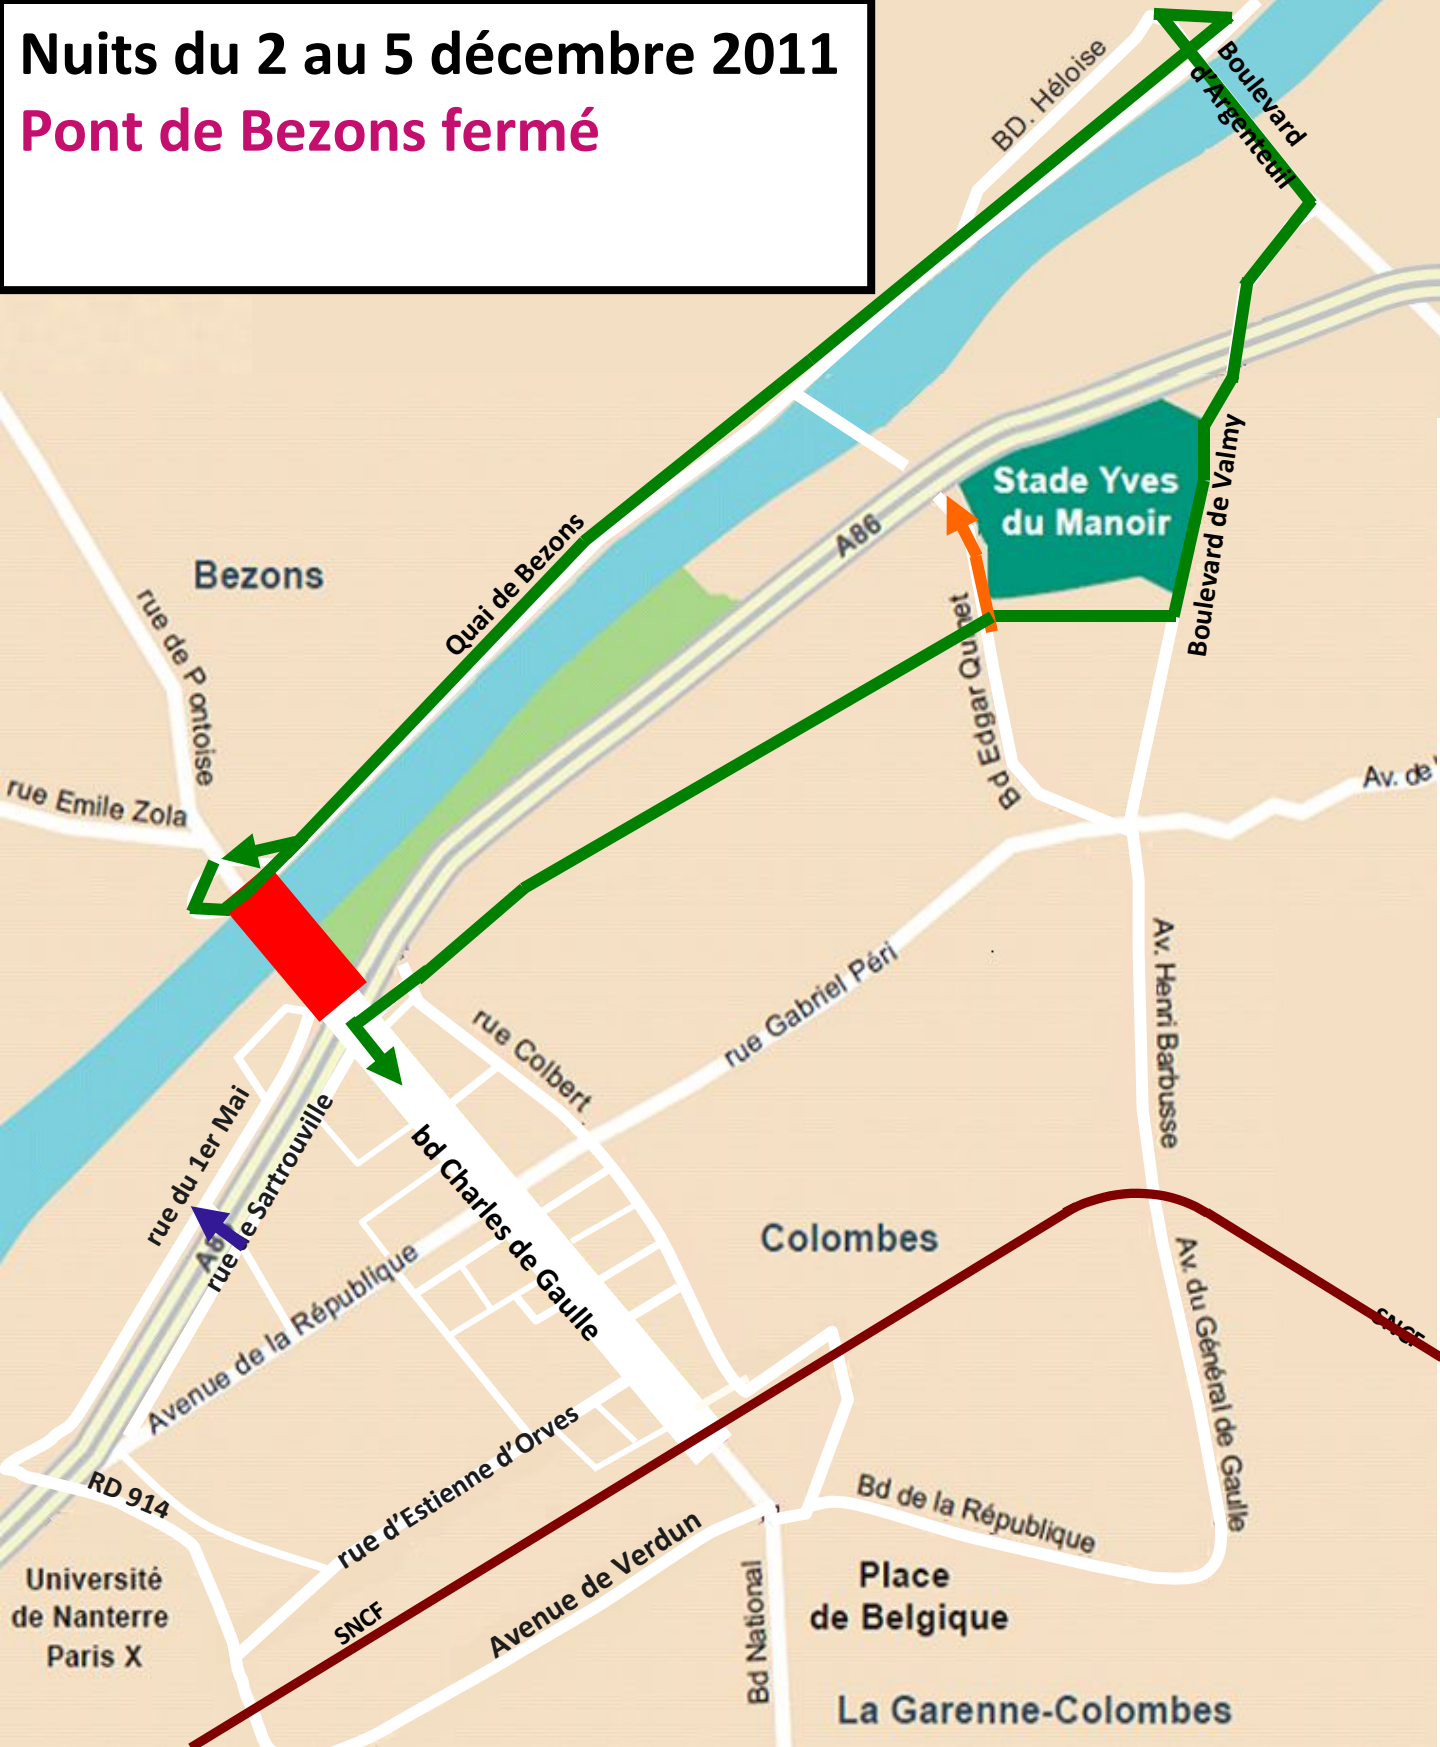 Nuits du 2 au 5 décembre 2011
Pont de Bezons fermé
BD. Héloise
Boulevard
d'Argenteuil
Stade Yves
du Manoir
A86
Boulevard de Valmy
Quai de Bezons
Bezons
rue de P ontoise
rue Emile Zola
Bd Edgar Quinet
Av. de
rue Gabriel Péri
Av. Henri Barbusse
rue Colbert
rue du 1er Mai
rue de Sartrouville
bd Charles de Gaulle
Colombes
Avenue de la République
Av. du Général de Gaulle
SNCF
RD 914
rue d'Estienne d'Orves
Bd de la République
Avenue de Verdun
SNCF
Université
de Nanterre
Paris X
Bd National
Place
de Belgique
La Garenne-Colombes